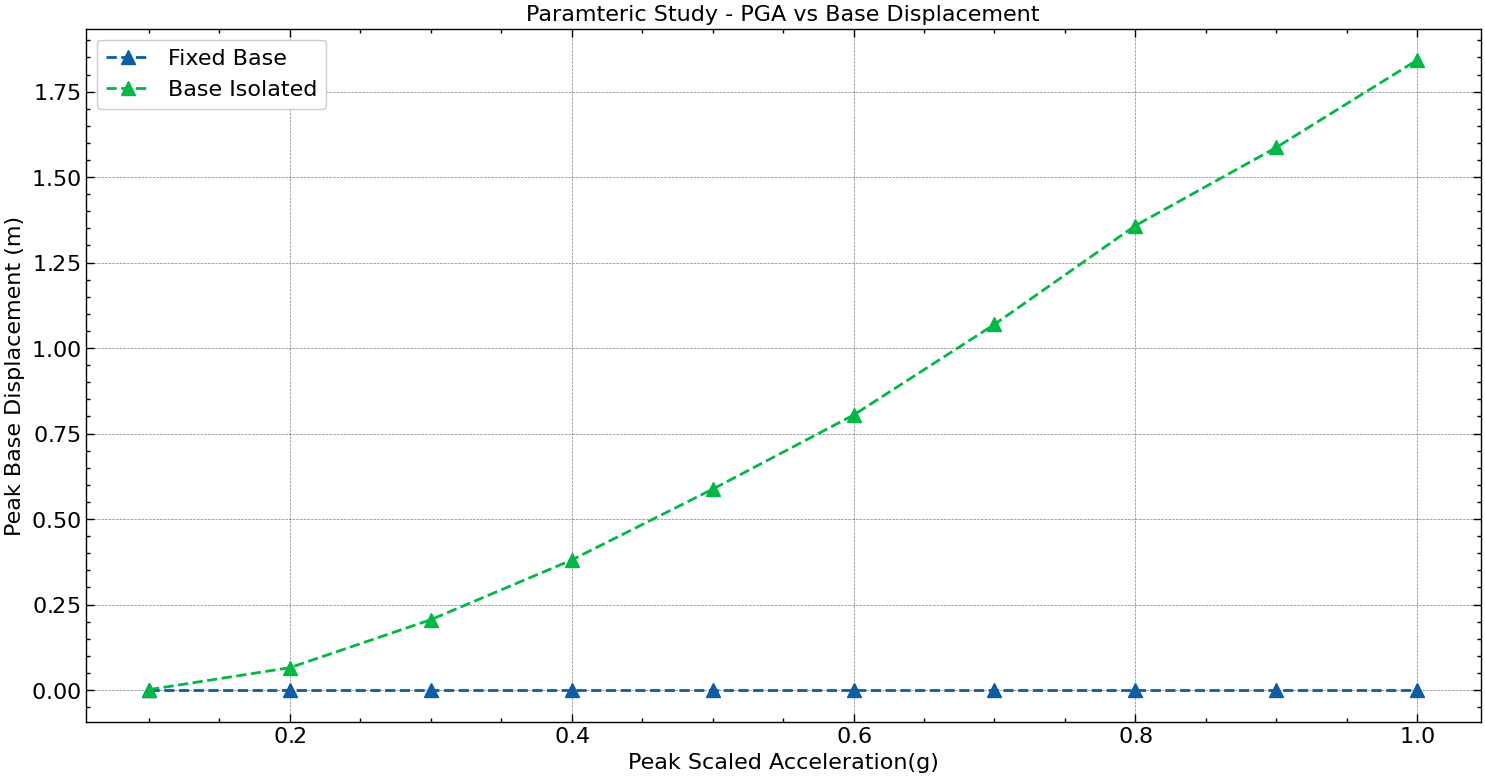 Paramteric Study - PGA vs Base Displacement
Fixed Base
Base Isolated
Peak Base Displacement (m)
1.75
1.50
1.25
1.00
0.75
0.50
0.25
0.00
0.2 0.4 0.6 0.8 1.0
Peak Scaled Acceleration(g)